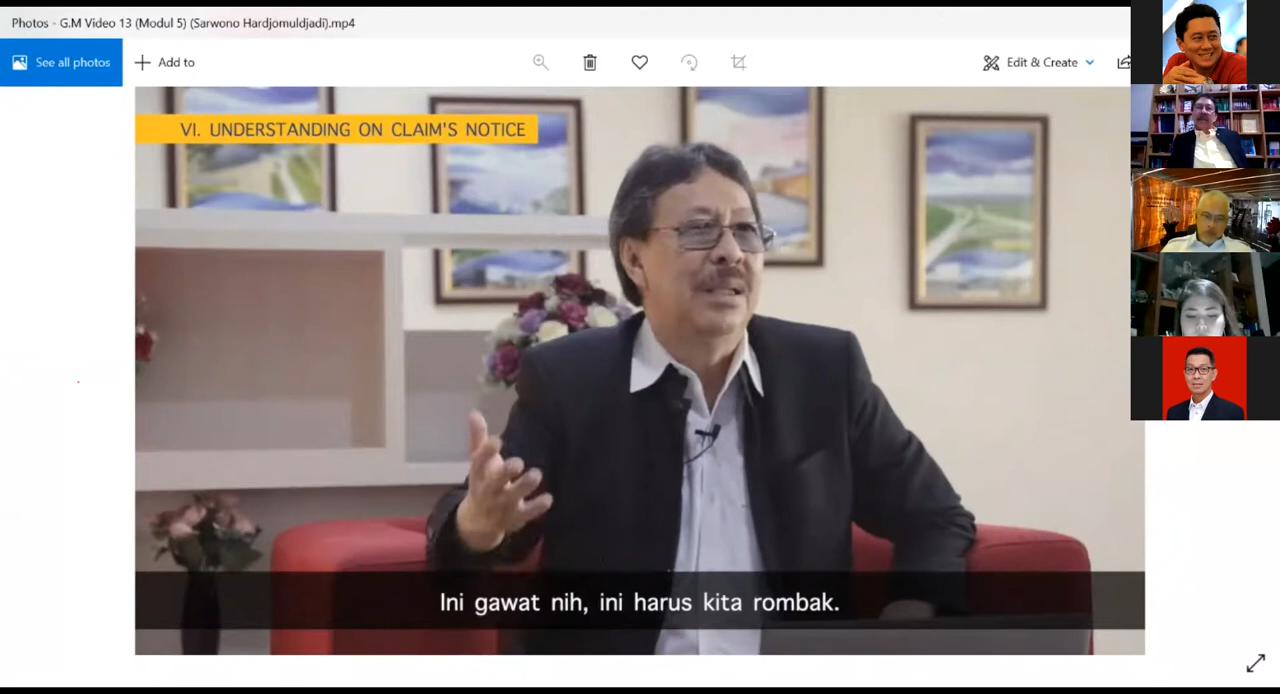 Photos - G.M Video 13 (Modul 5) (Sarwono Hardjomuldjadi).mp4
See all photos
Add to
Edit & Create
VI. UNDERSTANDING ON CLAIM'S NOTICE
Ini gawat nih, ini harus kita rombak.